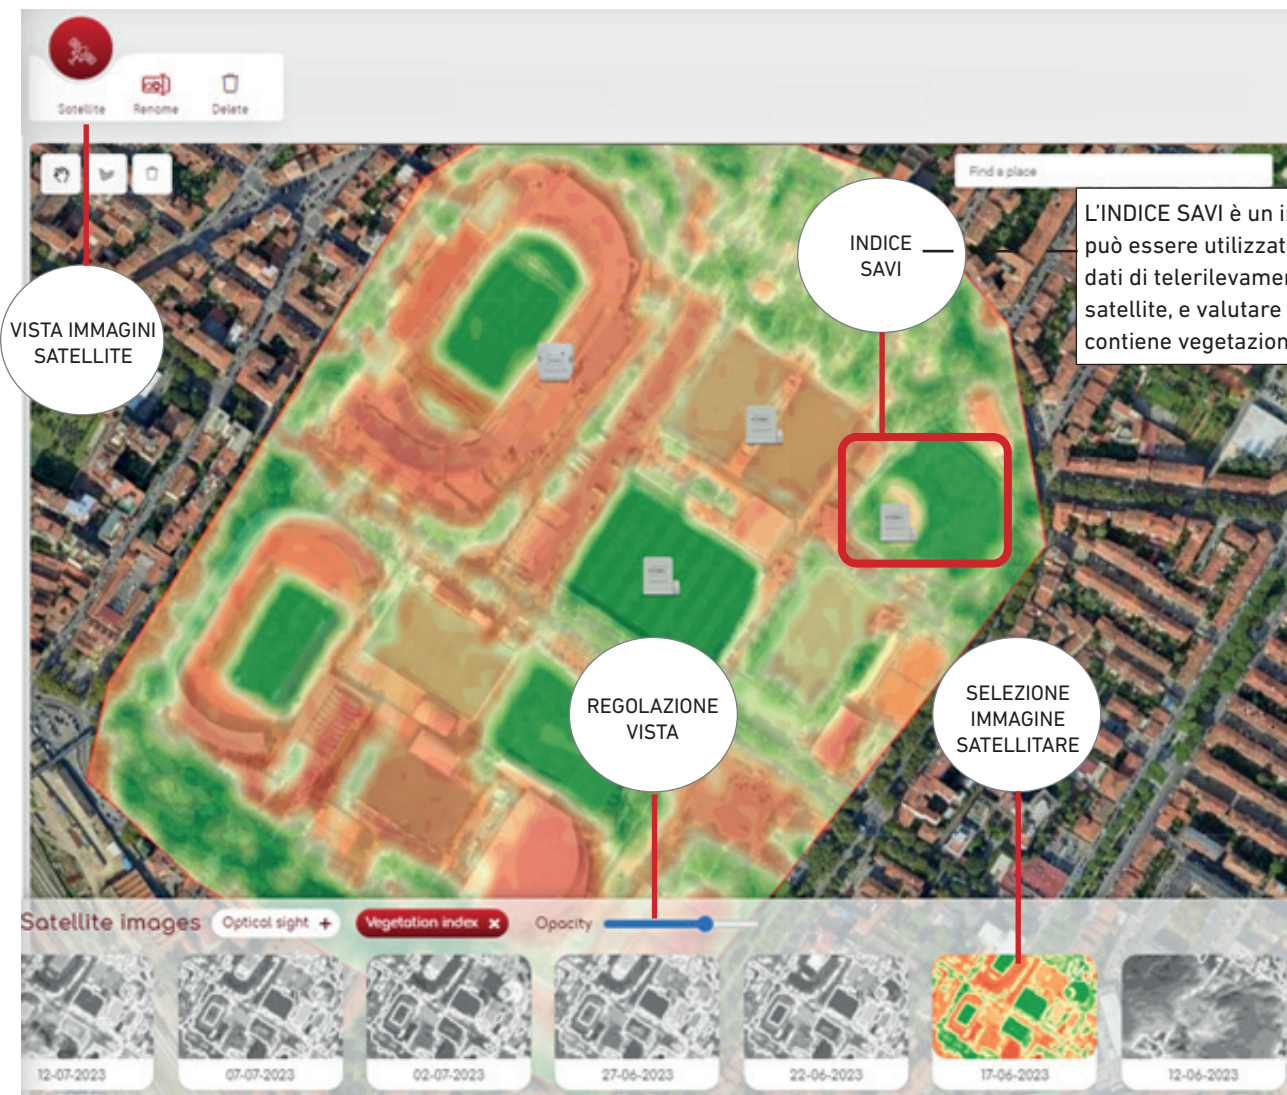 Satellite
Rename
Delete
Find a place
L'INDICE SAVI è un i
può essere utilizzat
dati di telerilevamen
satellite, e valutare
contiene vegetazion
INDICE
SAVI
VISTA IMMAGINI
SATELLITE
REGOLAZIONE
VISTA
SELEZIONE
IMMAGINE
SATELLITARE
Satellite images
Optical sight +
Vegetation index ×
Opacity
12-07-2023
07-07-2023
02-07-2023
27-06-2023
22-06-2023
17-06-2023
12-06-2023